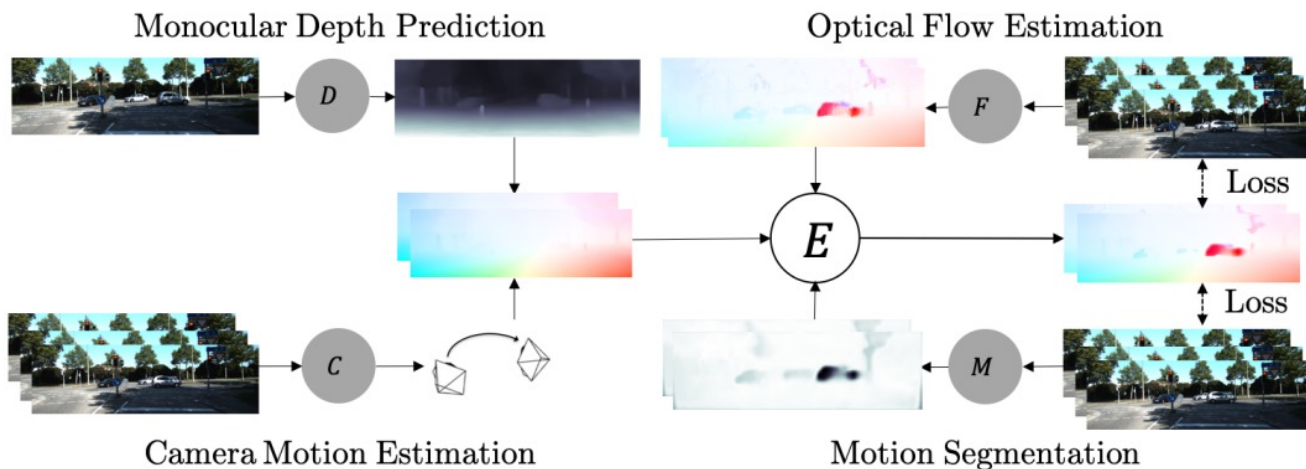 Monocular Depth Prediction
Optical Flow Estimation
D
F
Loss
E
Loss
C
M
Camera Motion Estimation
Motion Segmentation